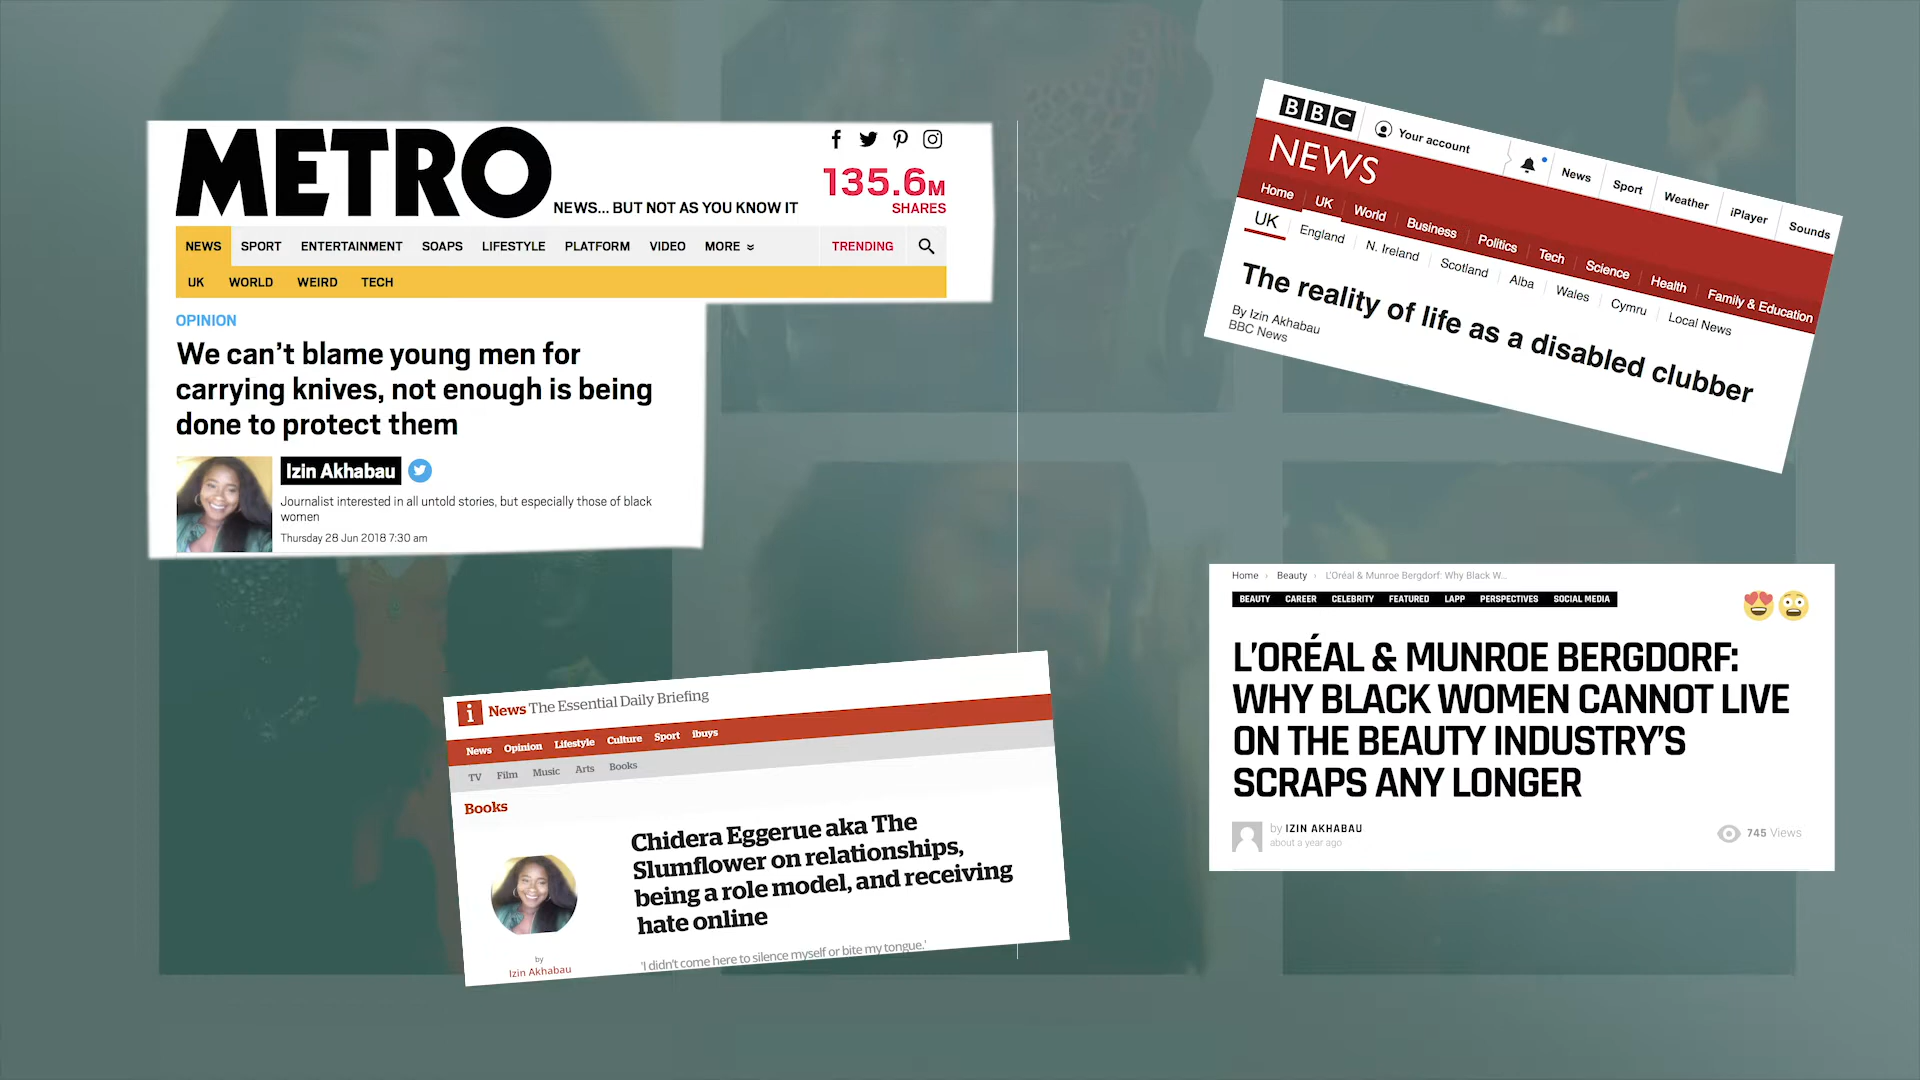 METRO
NEWS... BUT NOT AS YOU KNOW IT
135.6M
SHARES
NEWS SPORT ENTERTAINMENT SOAPS LIFESTYLE PLATFORM VIDEO MORE TRENDING
UK WORLD WEIRD TECH
OPINION
We can't blame young men for
carrying knives, not enough is being
done to protect them
Izin Akhabau
Journalist interested in all untold stories, but especially those of black
women
Thursday 28 Jun 2018 7:30 am
BBC Your account News Sport Weather iPlayer Sounds
NEWS
Home UK World Business Politics Tech Science Health Family & Education
UK England N. Ireland Scotland Alba Wales Cymru Local News
The reality of life as a disabled clubber
By Izin Akhabau
BBC News
i News The Essential Daily Briefing
News Opinion Lifestyle Culture Sport ibuys
TV Film Music Arts Books
Books
Chidera Eggerue aka The
Slumflower on relationships,
being a role model, and receiving
hate online
by
Izin Akhabau
'I didn't come here to silence myself or bite my tongue.'
Home › Beauty › L'Oréal & Munroe Bergdorf: Why Black W...
BEAUTY CAREER CELEBRITY FEATURED LAPP PERSPECTIVES SOCIAL MEDIA
L'ORÉAL & MUNROE BERGDORF:
WHY BLACK WOMEN CANNOT LIVE
ON THE BEAUTY INDUSTRY'S
SCRAPS ANY LONGER
by IZIN AKHABAU
about a year ago
745 Views